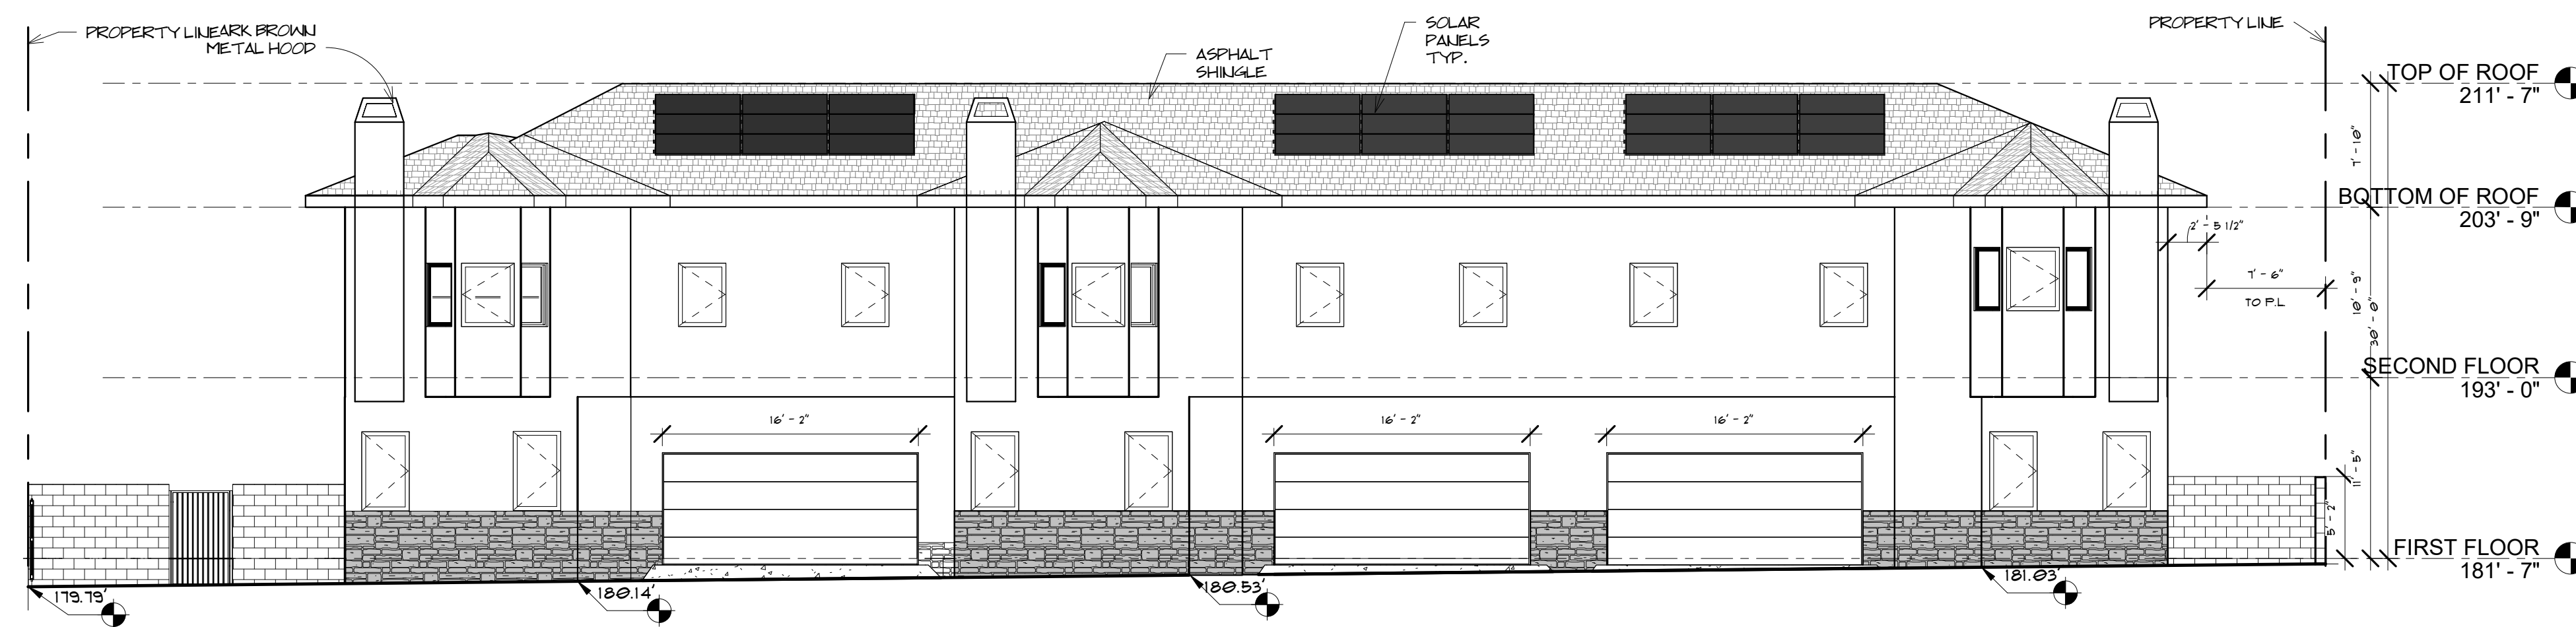 PROPERTY LINE
ARK BROWN
METAL HOOD
ASPHALT
SHINGLE
SOLAR
PANELS
TYP.
PROPERTY LINE
TOP OF ROOF
211' - 7"
7' - 10"
BOTTOM OF ROOF
203' - 9"
2' - 5 1/2"
7' - 6"
TO P.L
10' - 9"
30' - 0"
SECOND FLOOR
193' - 0"
16' - 2"
16' - 2"
16' - 2"
11' - 5"
5' - 2"
FIRST FLOOR
181' - 7"
179.79'
180.14'
180.53'
181.03'